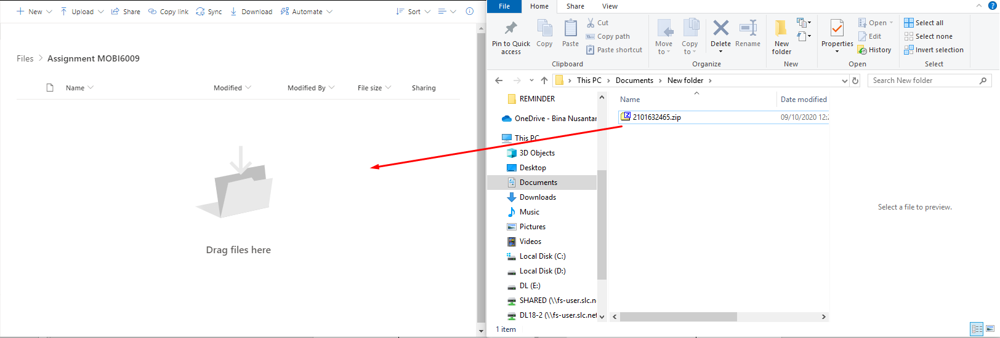 New Upload Share Copy link Sync Download Automate Sort
Files > Assignment MOBI6009
Name Modified Modified By File size Sharing
Drag files here
File Home Share View
Pin to Quick access
Copy
Paste
Cut
Copy path
Paste shortcut
Clipboard
Move to
Copy to
Delete
Rename
Organize
New folder
New
Properties
Open
Edit
History
Open
Select all
Select none
Invert selection
Select
This PC > Documents > New folder >
Search New folder
REMINDER
OneDrive - Bina Nusantar
This PC
3D Objects
Desktop
Documents
Downloads
Music
Pictures
Videos
Local Disk (C:)
Local Disk (D:)
DL (E:)
SHARED (\\fs-user.slc.n
DL18-2 (\\fs-user.slc.net
Name Date modified
2101632465.zip 09/10/2020 12:
Select a file to preview.
1 item